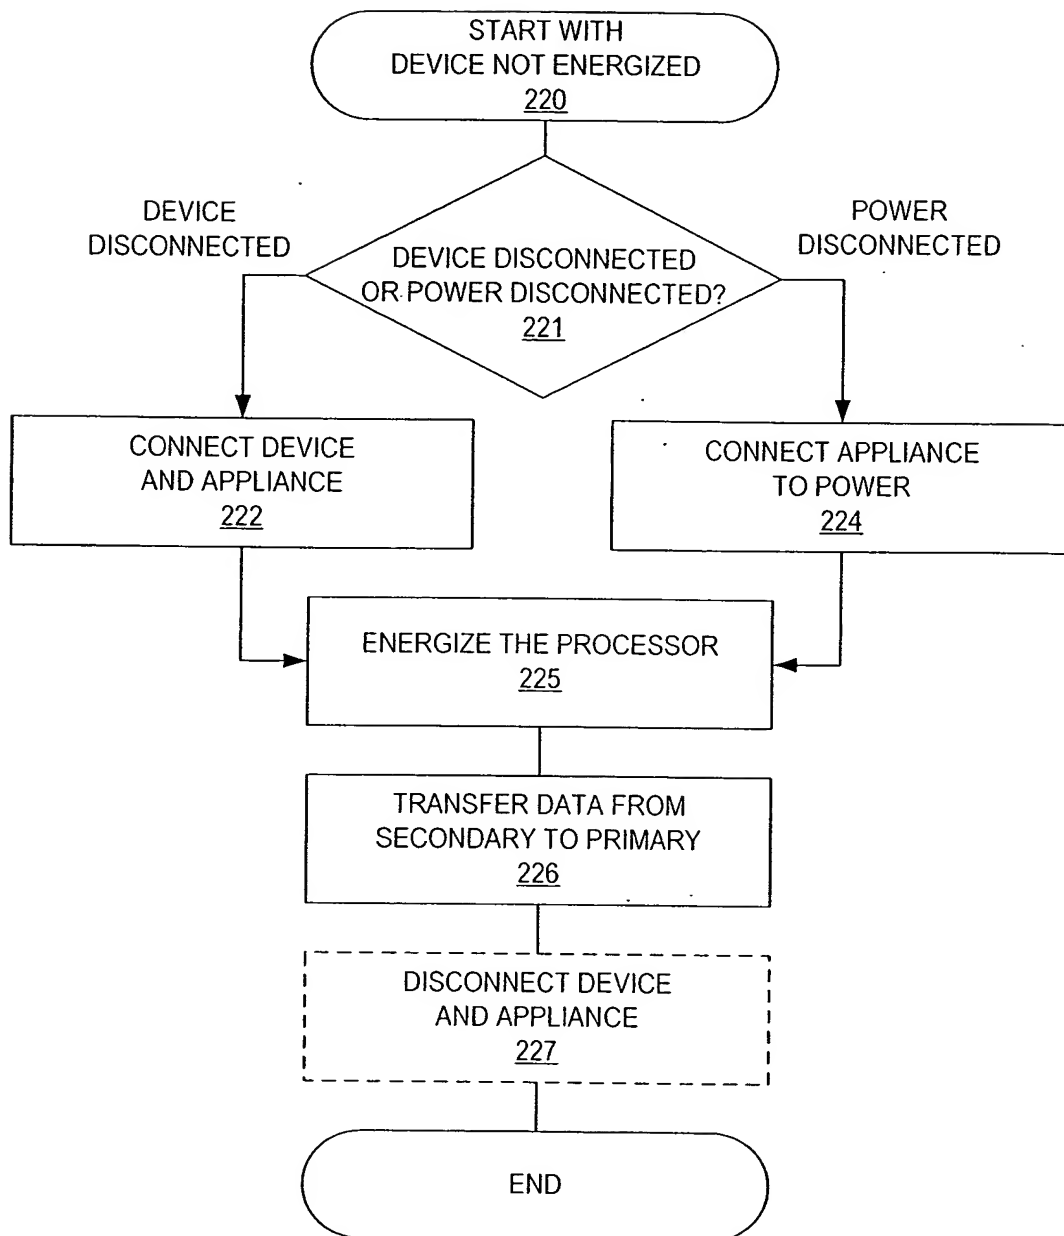 START WITH
DEVICE NOT ENERGIZED
220
DEVICE
DISCONNECTED
POWER
DISCONNECTED
DEVICE DISCONNECTED
OR POWER DISCONNECTED?
221
CONNECT DEVICE
AND APPLIANCE
222
CONNECT APPLIANCE
TO POWER
224
ENERGIZE THE PROCESSOR
225
TRANSFER DATA FROM
SECONDARY TO PRIMARY
226
DISCONNECT DEVICE
AND APPLIANCE
227
END